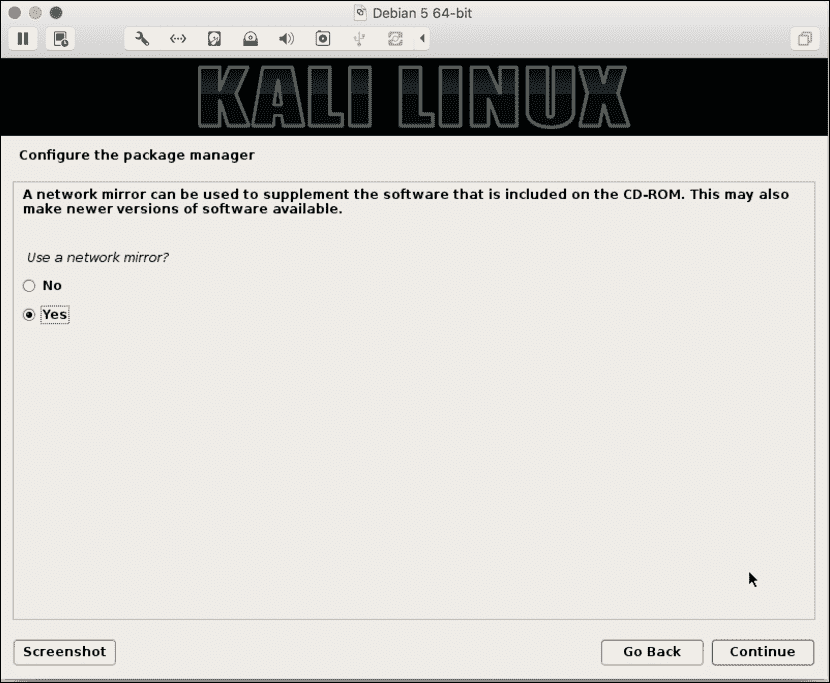 Debian 5 64-bit
KALI LINUX
Configure the package manager
A network mirror can be used to supplement the software that is included on the CD-ROM. This may also
make newer versions of software available.
Use a network mirror?
No
Yes
Screenshot
Go Back
Continue